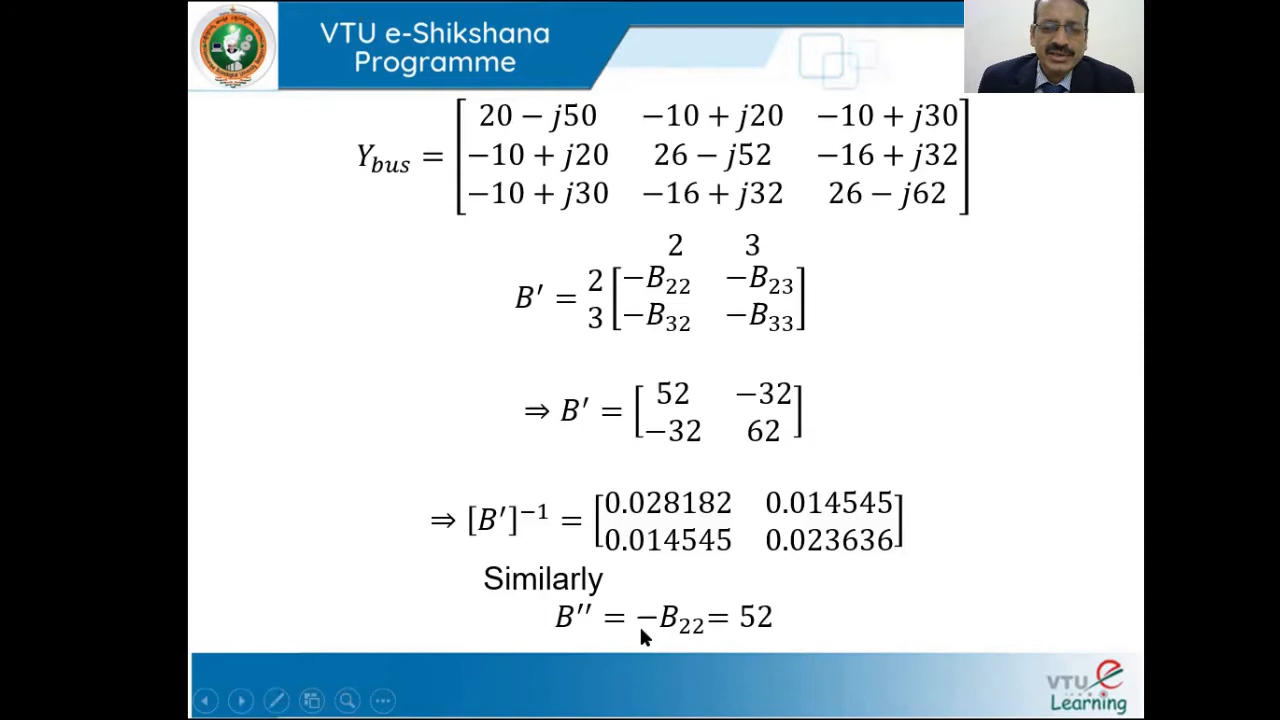 VTU e-Shikshana
Programme
Y_bus = [20 − j50 −10 + j20 −10 + j30
−10 + j20 26 − j52 −16 + j32
−10 + j30 −16 + j32 26 − j62]
2 3
B′ = 2 [−B₂₂ −B₂₃
3 −B₃₂ −B₃₃]
⇒ B′ = [52 −32
−32 62]
⇒ [B′]⁻¹ = [0.028182 0.014545
0.014545 0.023636]
Similarly
B′′ = −B₂₂= 52
VTU e
Learning